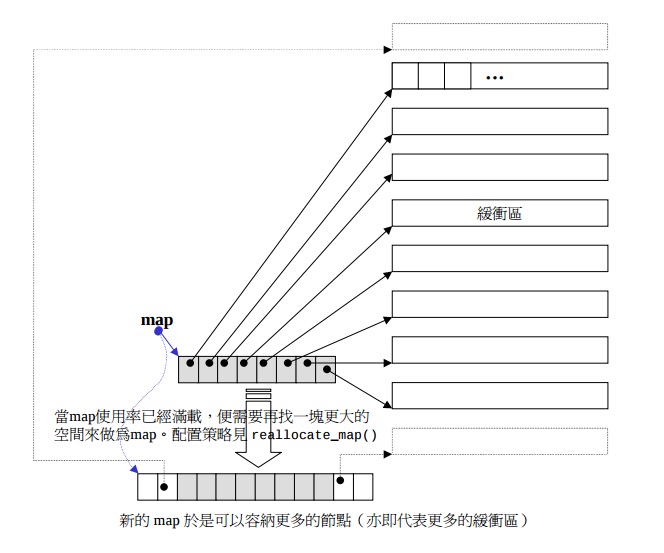 ...
緩衝區
map
當map使用率已經滿載，便需要再找一塊更大的
空間來做為map。配置策略見 reallocate_map()
新的 map 於是可以容納更多的節點（亦即代表更多的緩衝區）